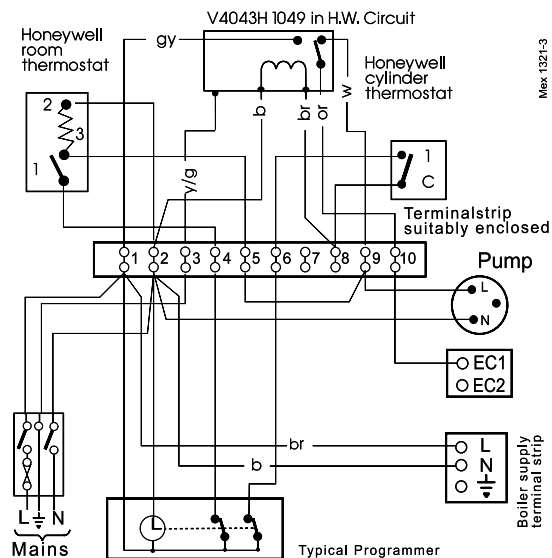 V4043H 1049 in H.W. Circuit
Honeywell
room
thermostat
gy
Honeywell
cylinder
thermostat
Mex 1321-3
2
3
1
b
br
or
w
y/g
1
C
Terminalstrip
suitably enclosed
1 2 3 4 5 6 7 8 9 10
Pump
L
N
EC1
EC2
br
b
L
N
Boiler supply
terminal strip
L N
Mains
L
Typical Programmer